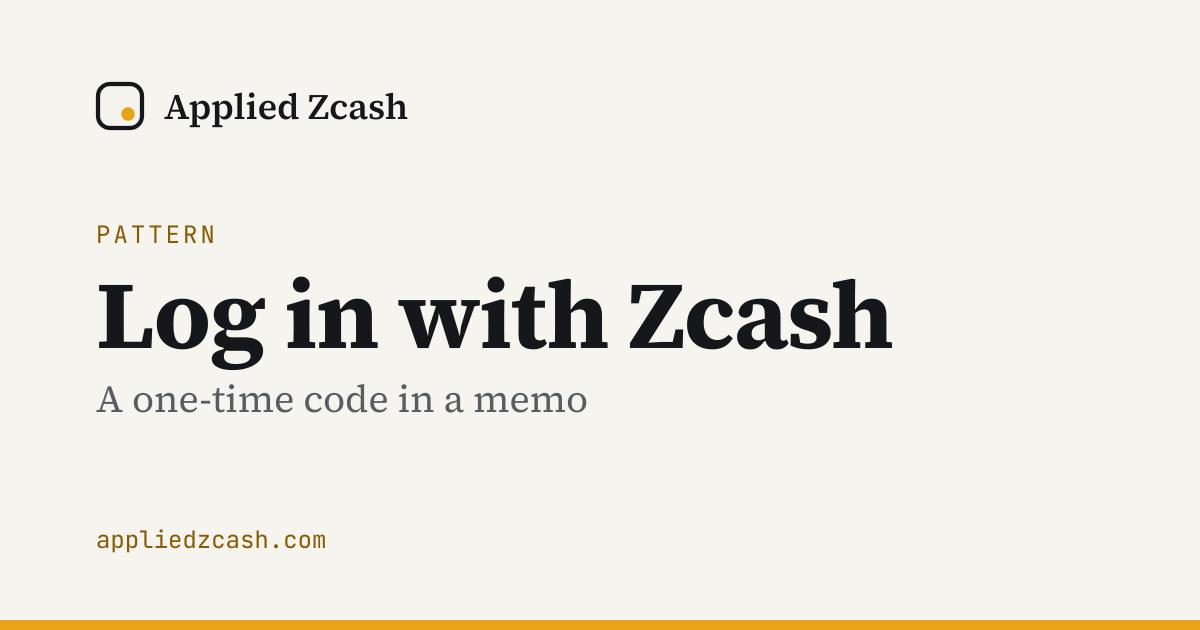 Applied Zcash
PATTERN
Log in with Zcash
A one-time code in a memo
appliedzcash.com